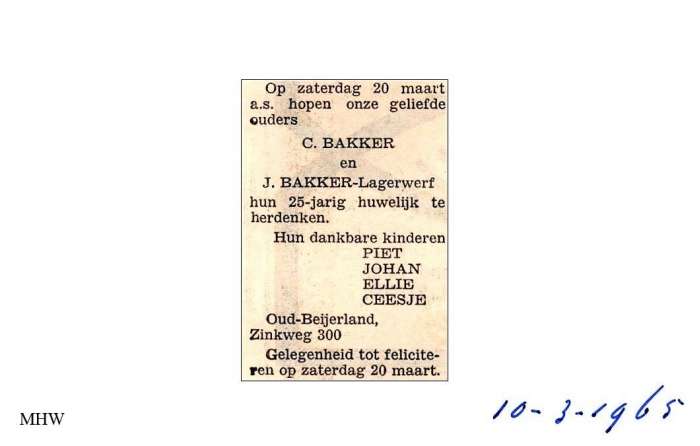 Op zaterdag 20 maart
a.s. hopen onze geliefde
ouders
C. BAKKER
en
J. BAKKER-Lagerwerf
hun 25-jarig huwelijk te
herdenken.
Hun dankbare kinderen
PIET
JOHAN
ELLIE
CEESJE
Oud-Beijerland,
Zinkweg 300
Gelegenheid tot felicite-
ren op zaterdag 20 maart.
MHW
10-3-1965